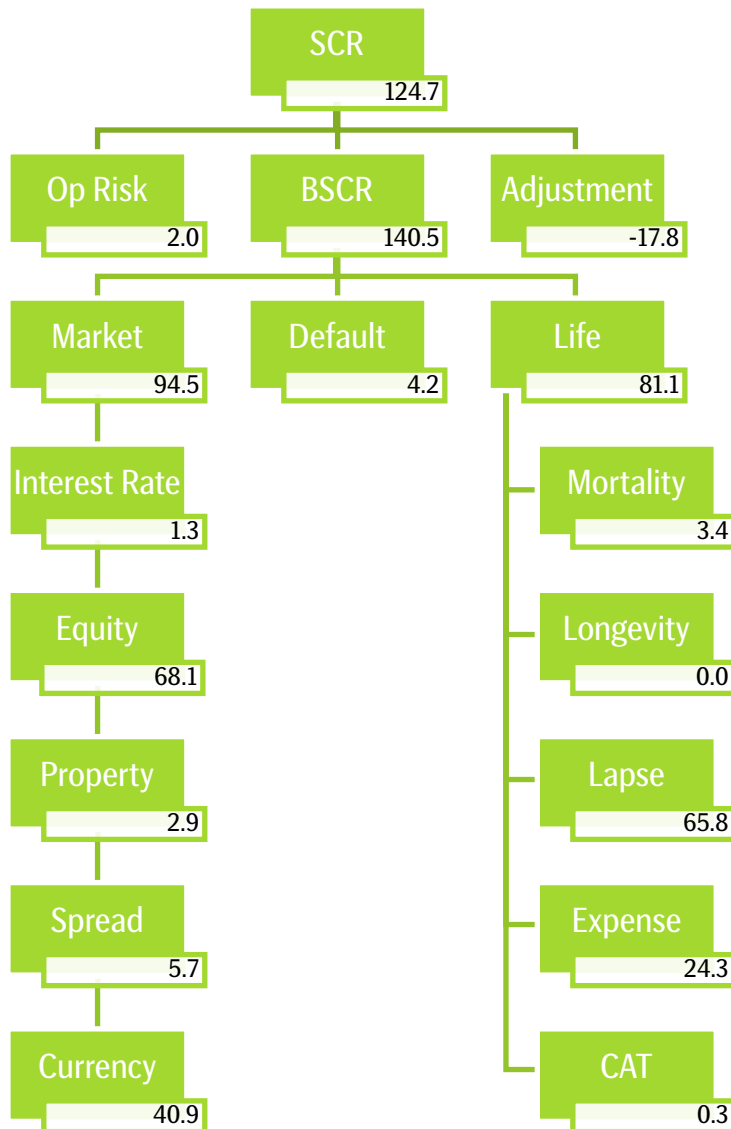 SCR
124.7
Op Risk
2.0
BSCR
140.5
Adjustment
-17.8
Market
94.5
Default
4.2
Life
81.1
Interest Rate
1.3
Mortality
3.4
Equity
68.1
Longevity
0.0
Property
2.9
Lapse
65.8
Spread
5.7
Expense
24.3
Currency
40.9
CAT
0.3